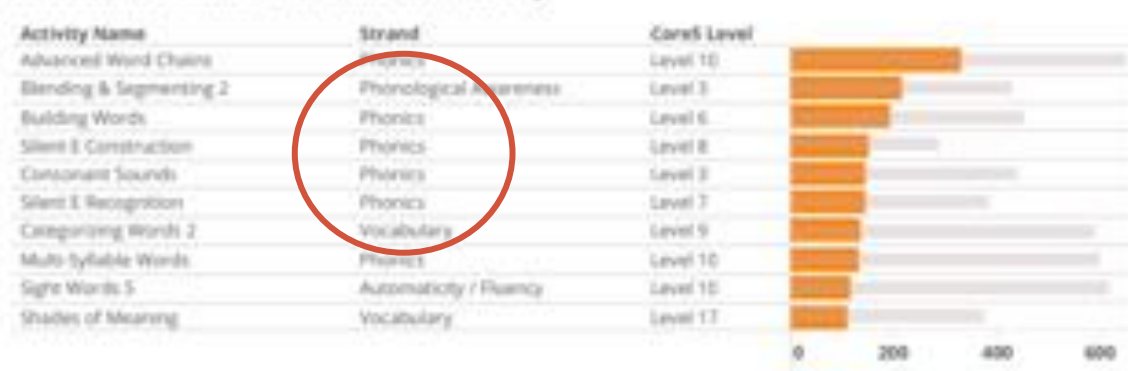 Activity Name Strand Core5 Level
Advanced Word Chains Phonics Level 10
Blending & Segmenting 2 Phonological Awareness Level 3
Building Words Phonics Level 6
Silent E Construction Phonics Level 8
Consonant Sounds Phonics Level 3
Silent E Recognition Phonics Level 7
Categorizing Words 2 Vocabulary Level 9
Multi-Syllable Words Phonics Level 10
Sight Words 5 Automaticity / Fluency Level 10
Shades of Meaning Vocabulary Level 17
0 200 400 600